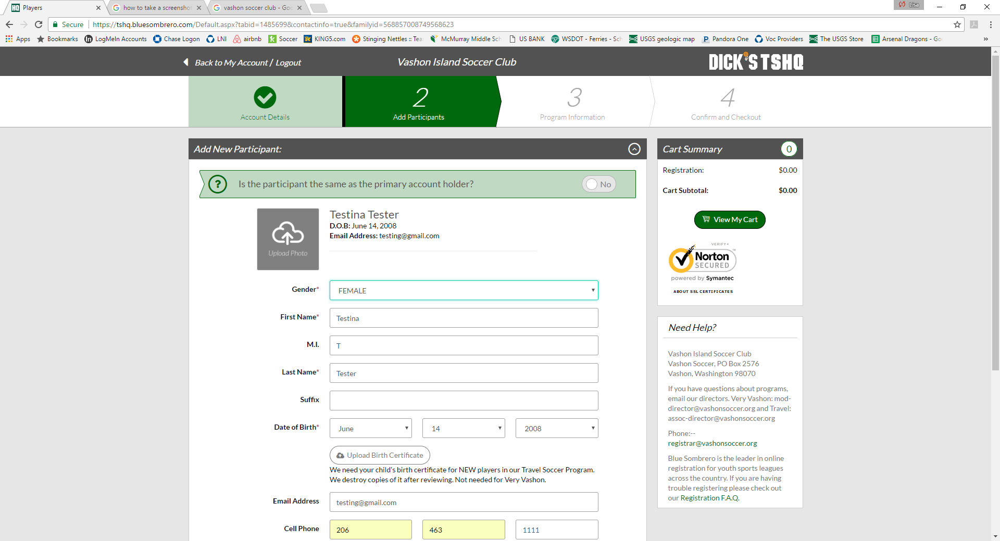 HQ Players
how to take a screensho
vashon soccer club - Goo
Lisa
Secure https://tshq.bluesombrero.com/Default.aspx?tabid=1485699&contactinfo=true&familyid=568857008749568623
Apps Bookmarks LogMeIn Accounts Chase Logon LNI airbnb Soccer KING5.com Stinging Nettles :: Tea McMurray Middle Sch US BANK WSDOT - Ferries - Sch USGS geologic map Pandora One Voc Providers The USGS Store Arsenal Dragons - Go »
Back to My Account / Logout
Vashon Island Soccer Club
DICK'S TSHQ
Account Details
2
Add Participants
3
Program Information
4
Confirm and Checkout
Add New Participant:
? Is the participant the same as the primary account holder? No
Upload Photo
Testina Tester
D.O.B: June 14, 2008
Email Address: testing@gmail.com
Gender* FEMALE
First Name* Testina
M.I. T
Last Name* Tester
Suffix
Date of Birth* June 14 2008
Upload Birth Certificate
We need your child's birth certificate for NEW players in our Travel Soccer Program.
We destroy copies of it after reviewing. Not needed for Very Vashon.
Email Address testing@gmail.com
Cell Phone 206 463 1111
Cart Summary 0
Registration: $0.00
Cart Subtotal: $0.00
View My Cart
VERIFY
Norton
SECURED
powered by Symantec
ABOUT SSL CERTIFICATES
Need Help?
Vashon Island Soccer Club
Vashon Soccer, PO Box 2576
Vashon, Washington 98070
If you have questions about programs,
email our directors. Very Vashon: mod-
director@vashonsoccer.org and Travel:
assoc-director@vashonsoccer.org
Phone:--
registrar@vashonsoccer.org
Blue Sombrero is the leader in online
registration for youth sports leagues
across the country. If you are having
trouble registering please check out
our Registration F.A.Q.